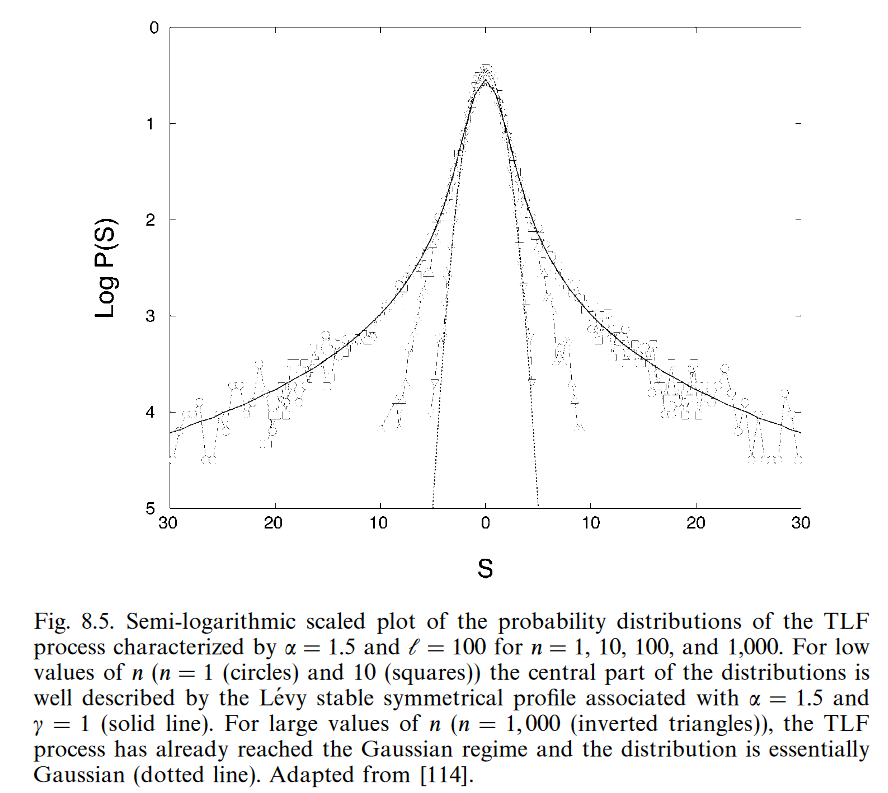 0
1
2
3
4
5
Log P(S)
30 20 10 0 10 20 30
S
Fig. 8.5. Semi-logarithmic scaled plot of the probability distributions of the TLF
process characterized by α = 1.5 and ℓ = 100 for n = 1, 10, 100, and 1,000. For low
values of n (n = 1 (circles) and 10 (squares)) the central part of the distributions is
well described by the Lévy stable symmetrical profile associated with α = 1.5 and
γ = 1 (solid line). For large values of n (n = 1,000 (inverted triangles)), the TLF
process has already reached the Gaussian regime and the distribution is essentially
Gaussian (dotted line). Adapted from [114].